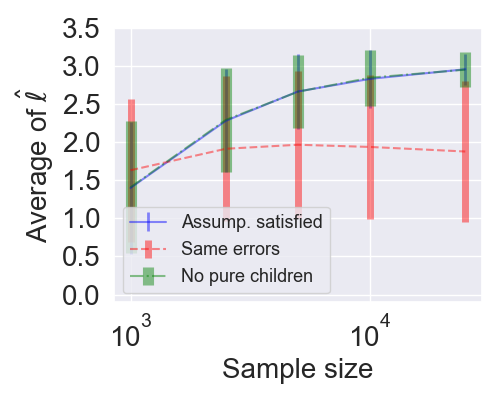 3.5
3.0
2.5
2.0
1.5
1.0
0.5
0.0
Average of ℓ̂
Assump. satisfied
Same errors
No pure children
10³ 10⁴
Sample size